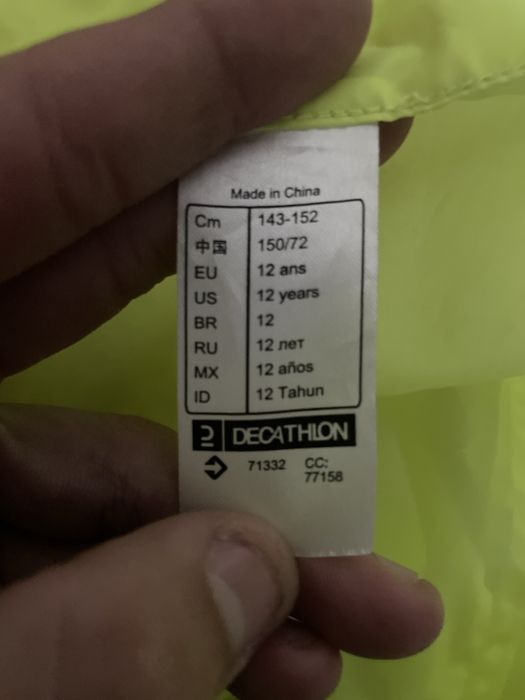 Made in China
Cm 143-152
中国 150/72
EU 12 ans
US 12 years
BR 12
RU 12 лет
MX 12 años
ID 12 Tahun
DECATHLON
71332 CC:
77158